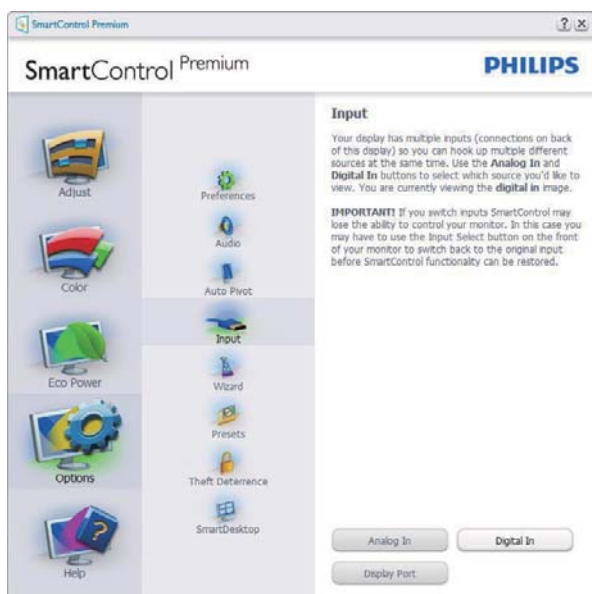 SmartControl Premium
SmartControl Premium
PHILIPS
Adjust
Color
Eco Power
Options
Help
Preferences
Audio
Auto Pivot
Input
Wizard
Presets
Theft Deterrence
SmartDesktop
Input
Your display has multiple inputs (connections on back
of this display) so you can hook up multiple different
sources at the same time. Use the Analog In and
Digital In buttons to select which source you'd like to
view. You are currently viewing the digital in image.
IMPORTANT! If you switch inputs SmartControl may
lose the ability to control your monitor. In this case you
may have to use the Input Select button on the front
of your monitor to switch back to the original input
before SmartControl functionality can be restored.
Analog In
Digital In
Display Port